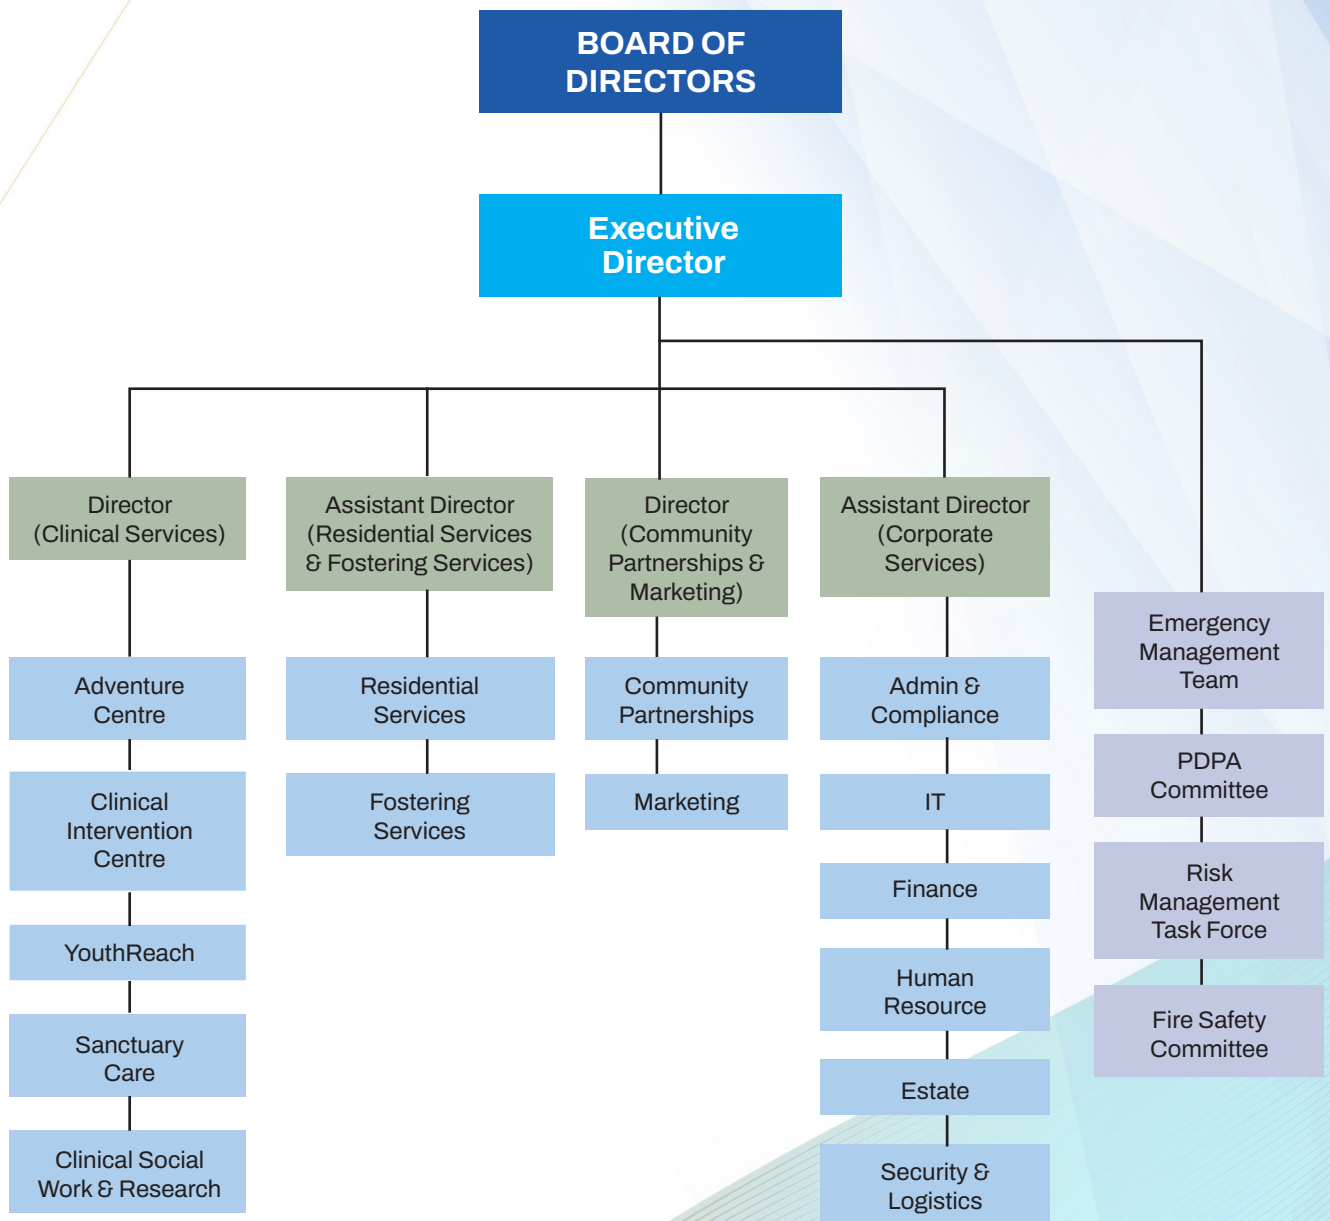 BOARD OF
DIRECTORS
Executive
Director
Director
(Clinical Services)
Adventure
Centre
Clinical
Intervention
Centre
YouthReach
Sanctuary
Care
Clinical Social
Work & Research
Assistant Director
(Residential Services
& Fostering Services)
Residential
Services
Fostering
Services
Director
(Community
Partnerships &
Marketing)
Community
Partnerships
Marketing
Assistant Director
(Corporate
Services)
Admin &
Compliance
IT
Finance
Human
Resource
Estate
Security &
Logistics
Emergency
Management
Team
PDPA
Committee
Risk
Management
Task Force
Fire Safety
Committee